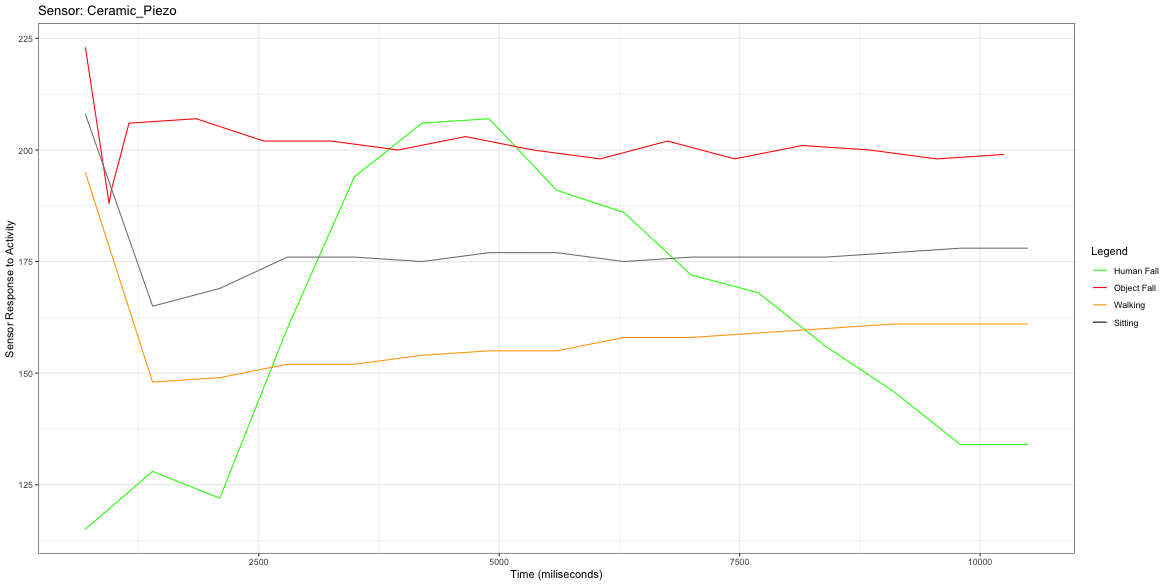 Sensor: Ceramic_Piezo
225
200
175
150
125
Sensor Response to Activity
2500
5000
7500
10000
Time (miliseconds)
Legend
Human Fall
Object Fall
Walking
Sitting